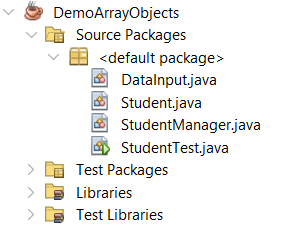 DemoArrayObjects
Source Packages
<default package>
DataInput.java
Student.java
StudentManager.java
StudentTest.java
Test Packages
Libraries
Test Libraries